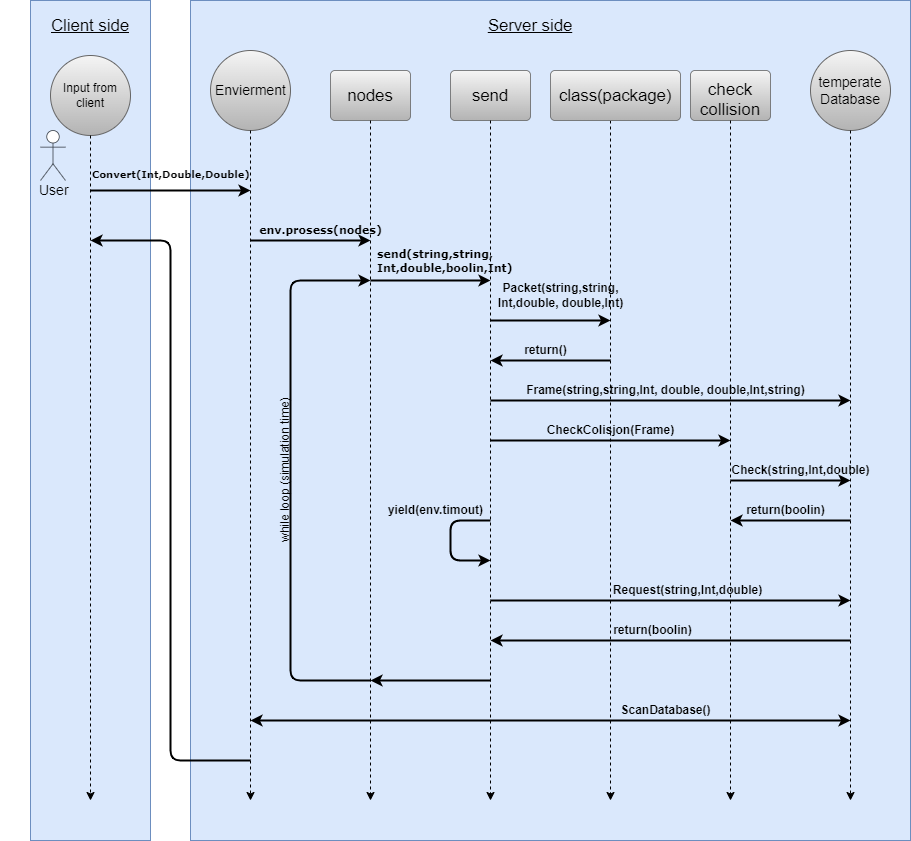 Client side
Server side
Input from
client
Envierment
nodes
send
class(package)
check
collision
temperate
Database
User
Convert(Int,Double,Double)
env.prosess(nodes)
send(string,string,
Int,double,boolin,Int)
Packet(string,string,
Int,double, double,Int)
return()
Frame(string,string,Int, double, double,Int,string)
CheckColisjon(Frame)
Check(string,Int,double)
return(boolin)
yield(env.timout)
while loop (simulation time)
Request(string,Int,double)
return(boolin)
ScanDatabase()